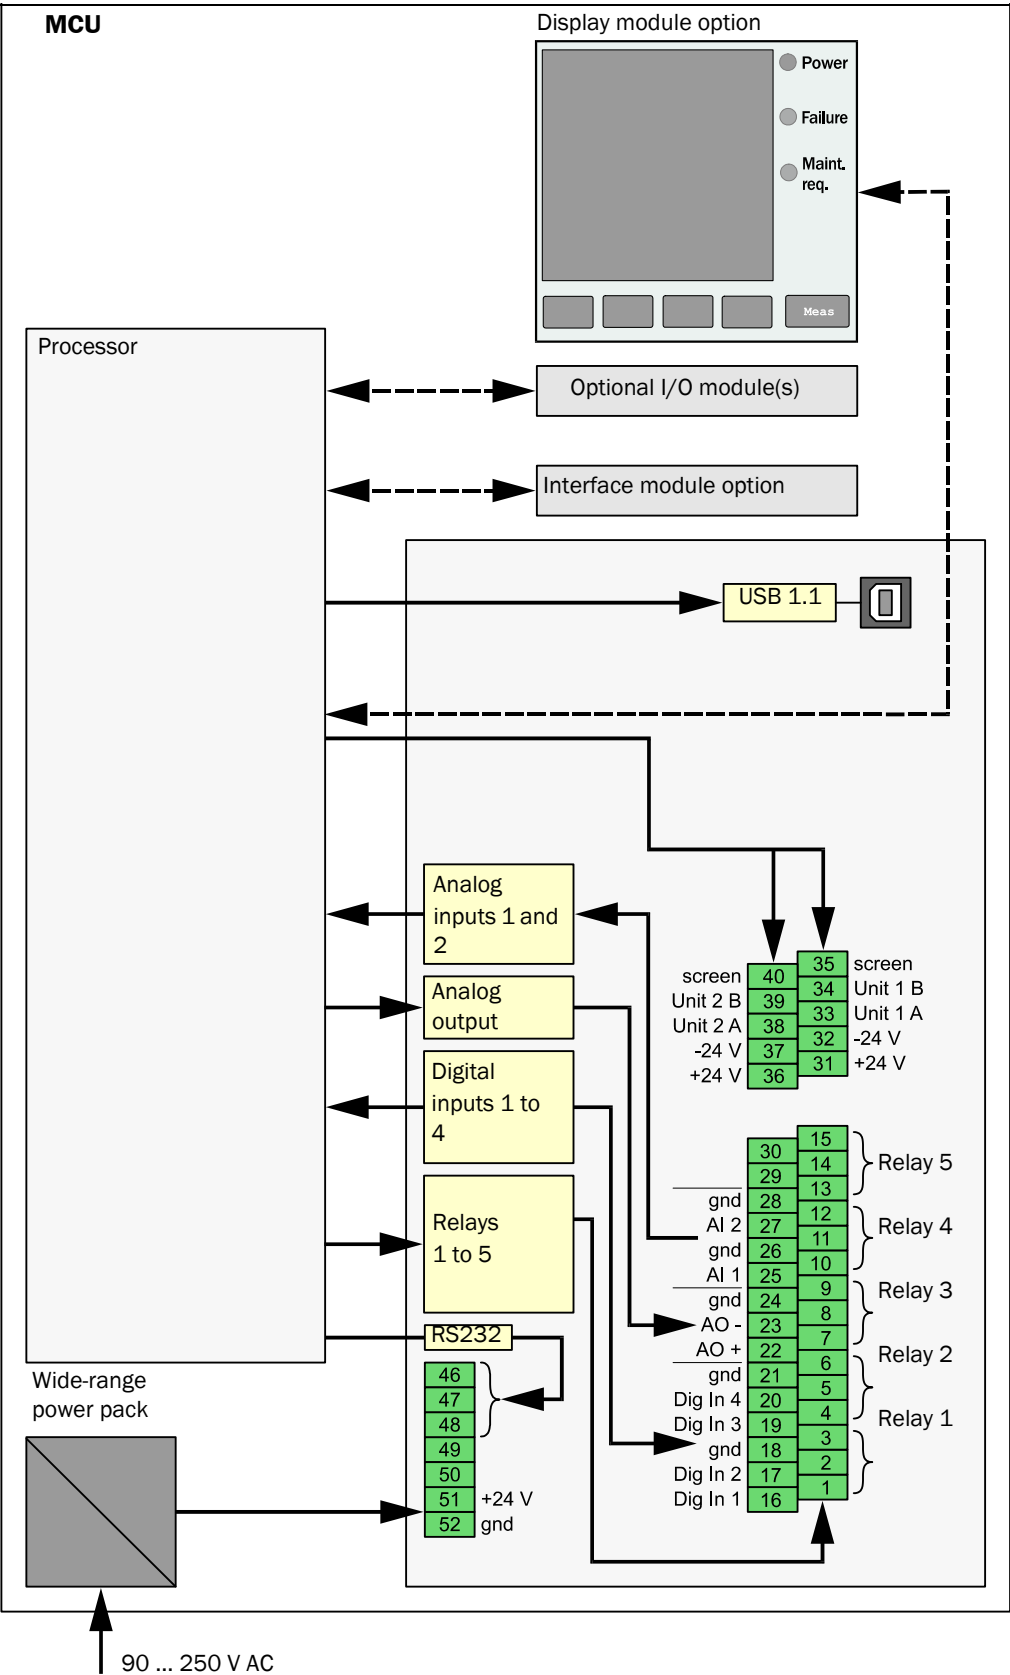 MCU
Display module option
Power
Failure
Maint.
req.
Meas
Processor
Optional I/O module(s)
Interface module option
USB 1.1
Analog
inputs 1 and
2
Analog
output
Digital
inputs 1 to
4
Relays
1 to 5
RS232
screen 40
Unit 2 B 39
Unit 2 A 38
-24 V 37
+24 V 36
35 screen
34 Unit 1 B
33 Unit 1 A
32 -24 V
31 +24 V
30
29
gnd 28
AI 2 27
gnd 26
AI 1 25
gnd 24
AO - 23
AO + 22
gnd 21
Dig In 4 20
Dig In 3 19
gnd 18
Dig In 2 17
Dig In 1 16
15
14
13
12
11
10
9
8
7
6
5
4
3
2
1
Relay 5
Relay 4
Relay 3
Relay 2
Relay 1
46
47
48
49
50
51 +24 V
52 gnd
Wide-range
power pack
90 ... 250 V AC